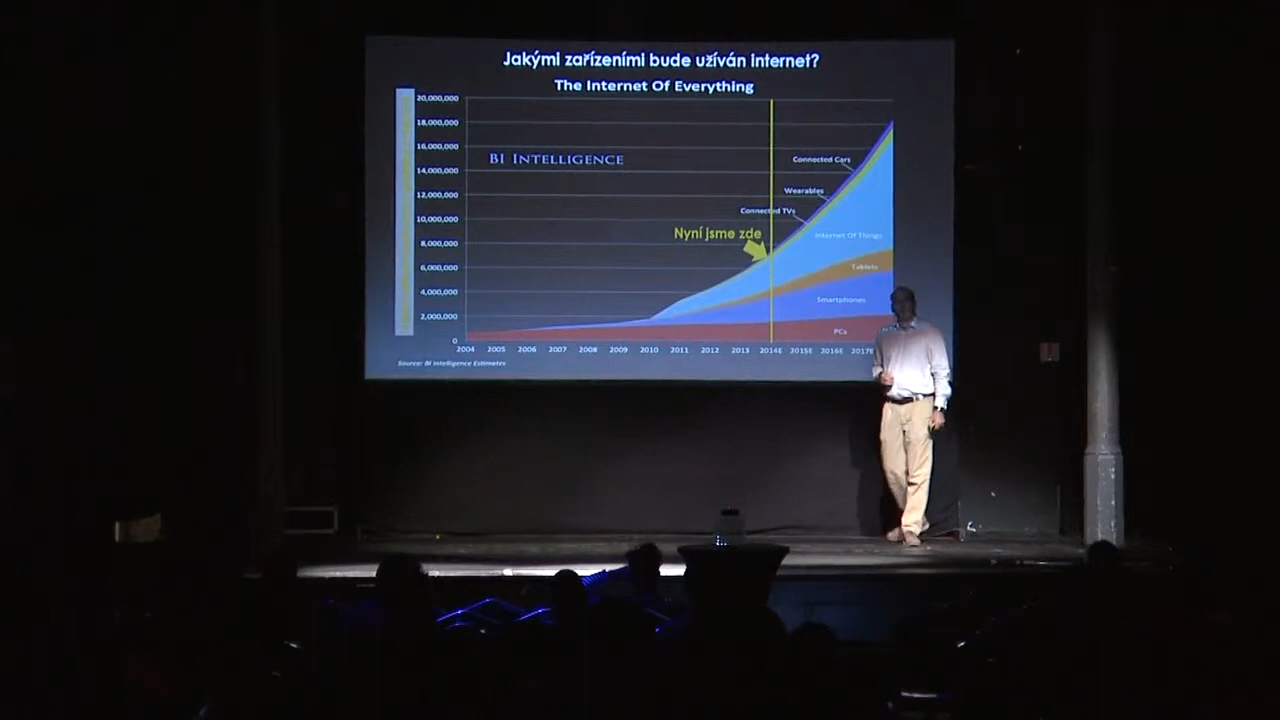 Jakými zařízeními bude užíván internet?
The Internet Of Everything
20,000,000
18,000,000
16,000,000
14,000,000
12,000,000
10,000,000
8,000,000
6,000,000
4,000,000
2,000,000
0
BI INTELLIGENCE
Connected Cars
Wearables
Connected TVs
Nyní jsme zde
Internet Of Things
Tablets
Smartphones
PCs
2004 2005 2006 2007 2008 2009 2010 2011 2012 2013 2014E 2015E 2016E 2017E
Source: BI Intelligence Estimates